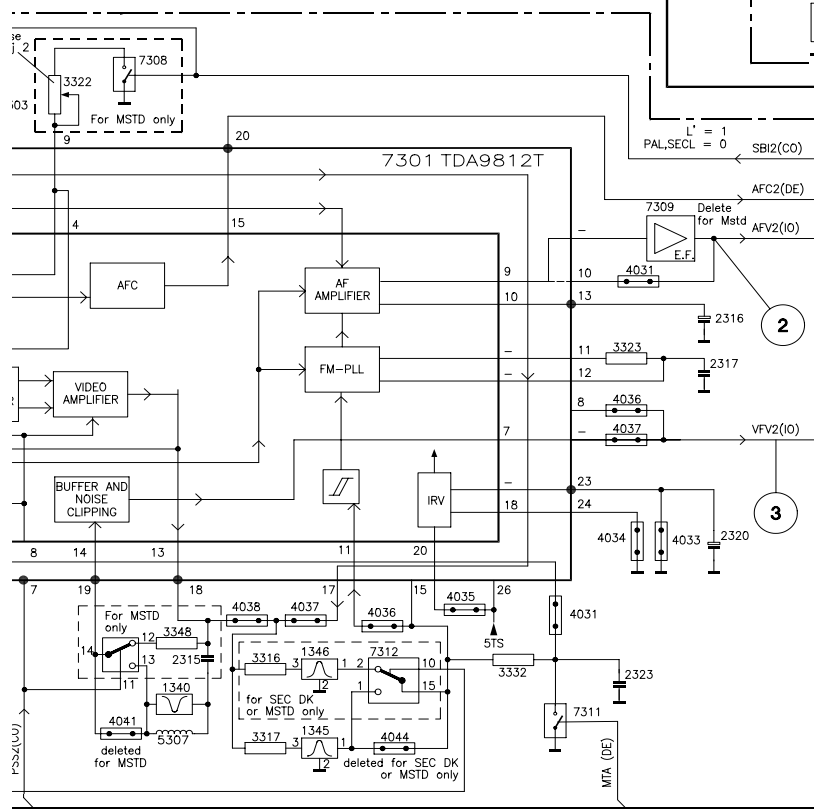 7308
3322
303
For MSTD only
9
20
7301 TDA9812T
L' = 1
PAL,SECL = 0
SBI2(CO)
AFC2(DE)
7309
Delete
for Mstd
AFV2(IO)
E.F.
4
15
–
AFC
AF
AMPLIFIER
9
10
4031
10
13
2316
2
FM-PLL
–
11
3323
2317
–
12
VIDEO
AMPLIFIER
8
4036
7
–
4037
VFV2(IO)
BUFFER AND
NOISE
CLIPPING
IRV
–
23
18
24
3
4034
4033
2320
8
14
13
11
20
7
19
18
17
15
26
For MSTD
only
4038
4037
4036
4035
5TS
4031
14
12
3348
13
2315
11
1340
4041
5307
deleted
for MSTD
3316
3
1346
1
2
7312
10
2
1
15
for SEC DK
or MSTD only
3317
3
1345
1
2
4044
deleted for SEC DK
or MSTD only
3332
2323
7311
MTA (DE)
PSS2(CO)